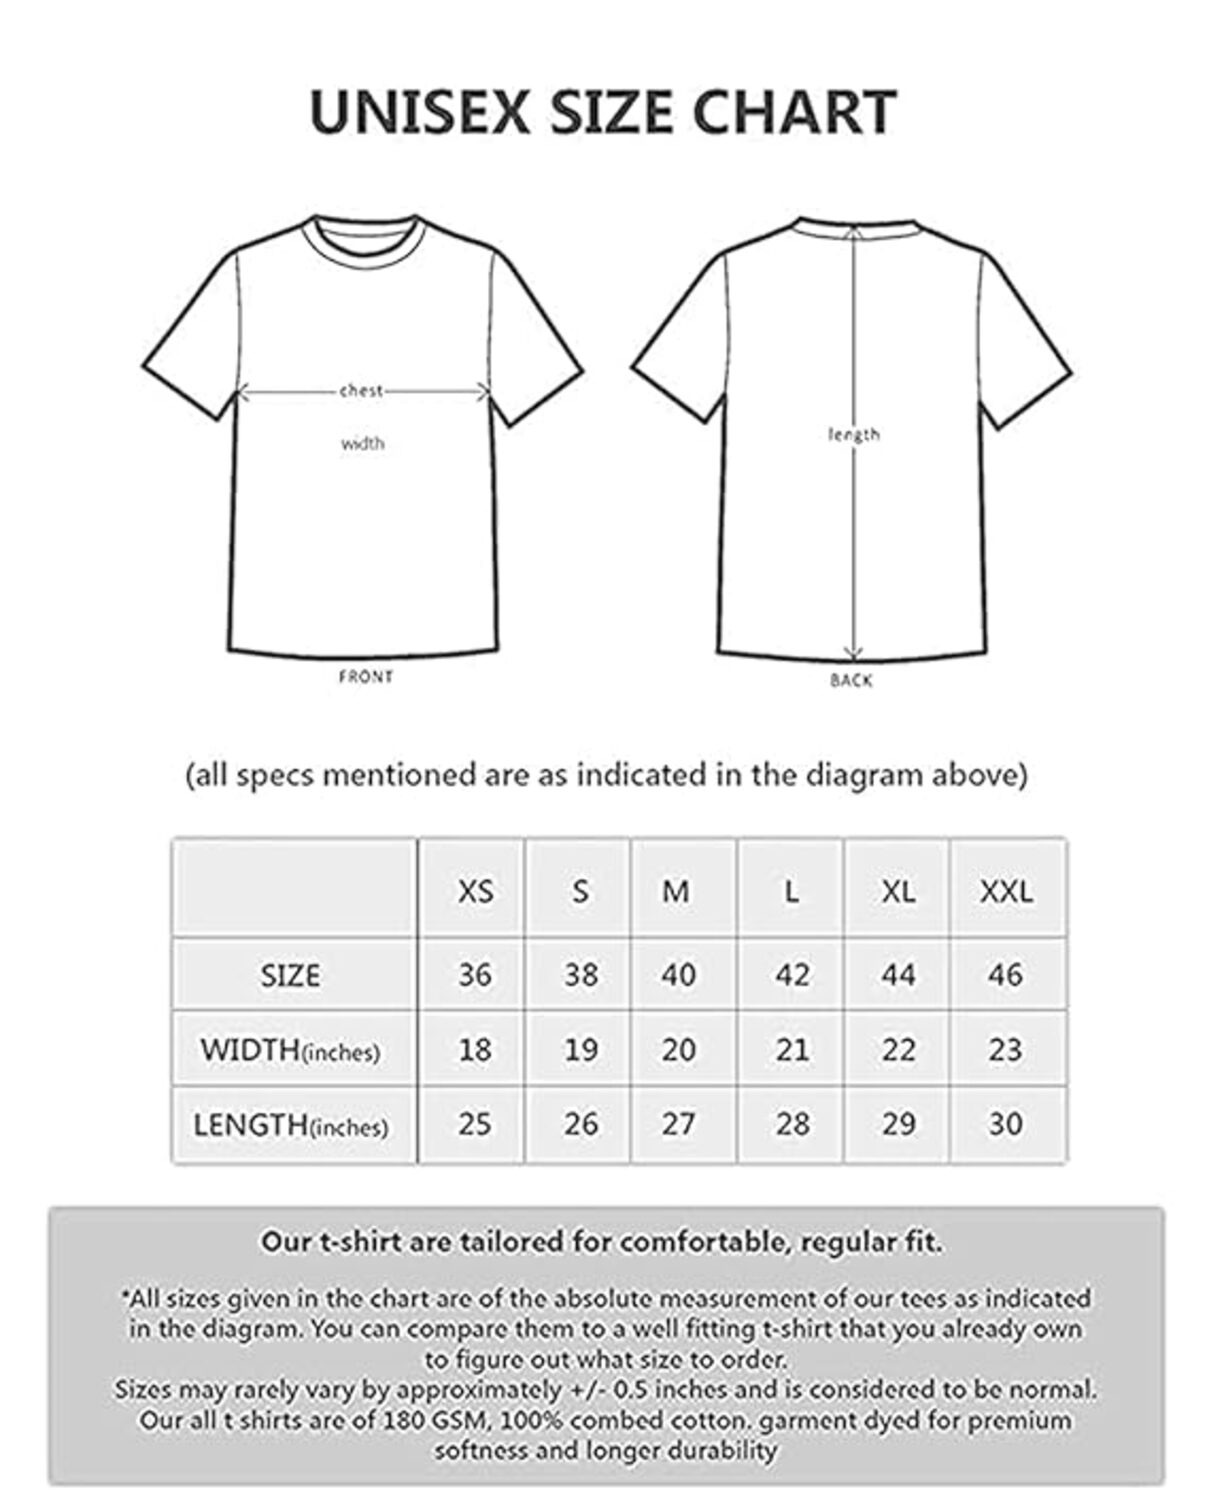 UNISEX SIZE CHART
chest
width
length
FRONT
BACK
(all specs mentioned are as indicated in the diagram above)
XS S M L XL XXL
SIZE 36 38 40 42 44 46
WIDTH(inches) 18 19 20 21 22 23
LENGTH(inches) 25 26 27 28 29 30
Our t-shirt are tailored for comfortable, regular fit.
*All sizes given in the chart are of the absolute measurement of our tees as indicated
in the diagram. You can compare them to a well fitting t-shirt that you already own
to figure out what size to order.
Sizes may rarely vary by approximately +/- 0.5 inches and is considered to be normal.
Our all t shirts are of 180 GSM, 100% combed cotton. garment dyed for premium
softness and longer durability